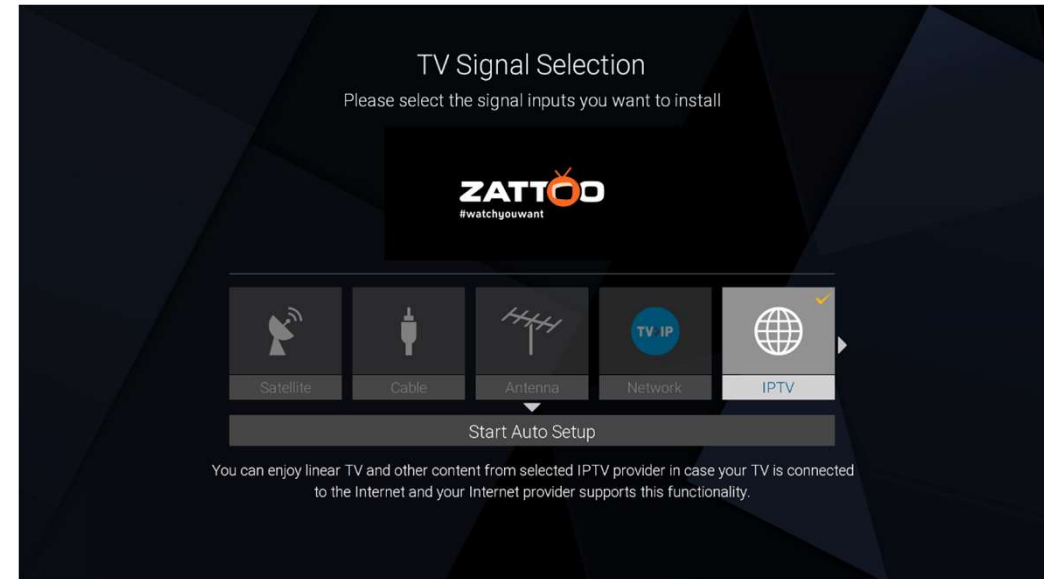 TV Signal Selection
Please select the signal inputs you want to install
ZATTOO
#watchyouwant
TV IP
Satellite
Cable
Antenna
Network
IPTV
Start Auto Setup
You can enjoy linear TV and other content from selected IPTV provider in case your TV is connected
to the Internet and your Internet provider supports this functionality.